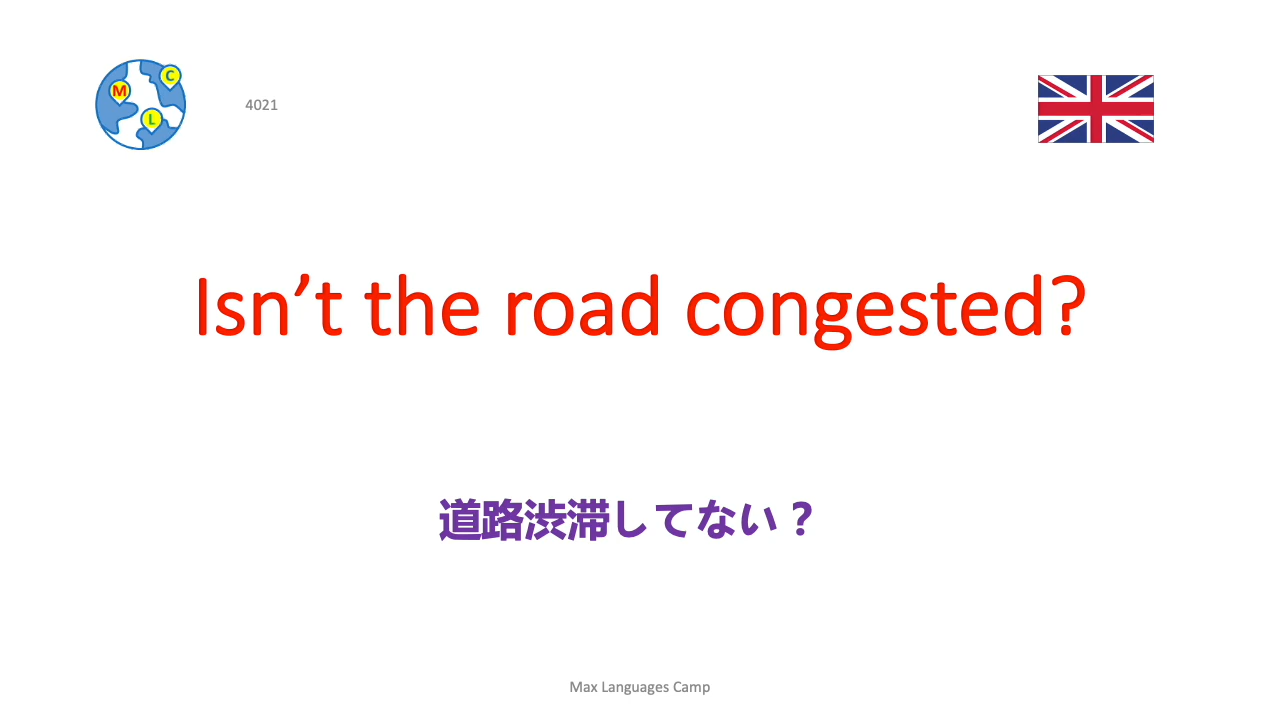 C
M
L
4021
Isn’t the road congested?
道路渋滞してない？
Max Languages Camp